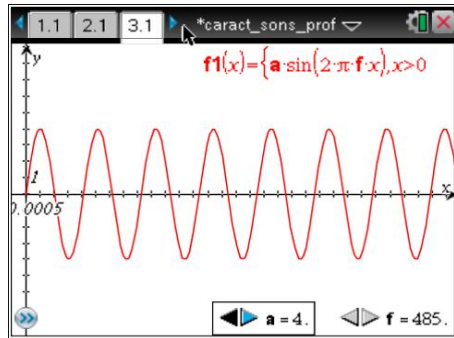 1.1 2.1 3.1 *caract_sons_prof
y
f1(x)={a·sin(2·π·f·x),x>0
1
x
0.0005
a = 4. f = 485.